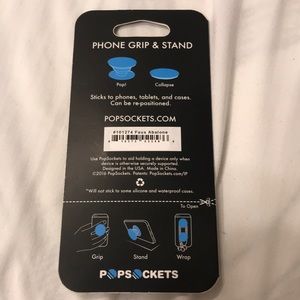 PHONE GRIP & STAND
Pop!
Collapse
Sticks to phones, tablets, and cases.
Can be re-positioned.
POPSOCKETS.COM
#101274 Faux Abalone
Use PopSockets to aid holding a device only when
device is otherwise securely supported.
Designed in the USA. Made in China.
©2016 PopSockets. Patents: PopSockets.com/IP
*Will not stick to some silicone and waterproof cases.
To Open
Grip
Stand
Wrap
POPSOCKETS